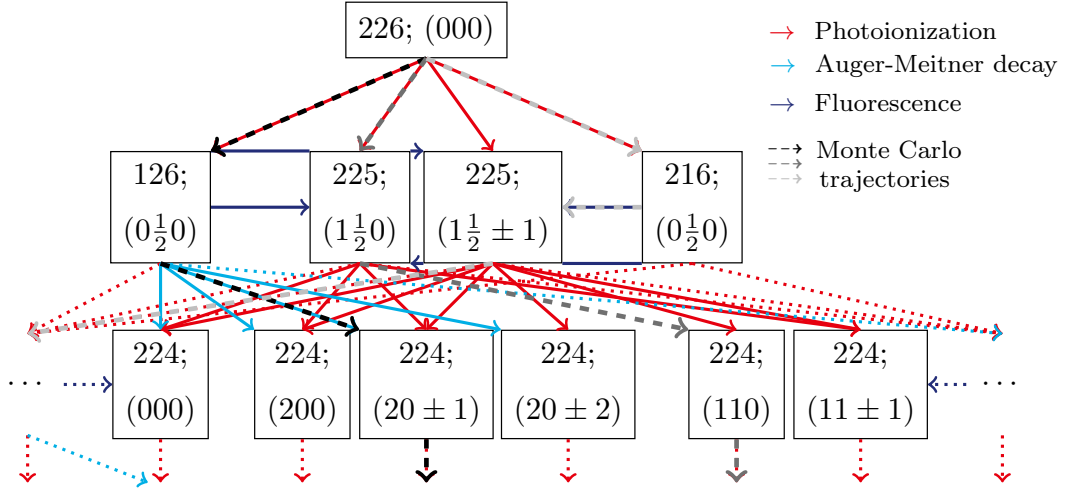 226; (000)
Photoionization
Auger-Meitner decay
Fluorescence
Monte Carlo
trajectories
126;
(0½0)
225;
(1½0)
225;
(1½ ± 1)
216;
(0½0)
· · ·
224;
(000)
224;
(200)
224;
(20 ± 1)
224;
(20 ± 2)
224;
(110)
224;
(11 ± 1)
· · ·